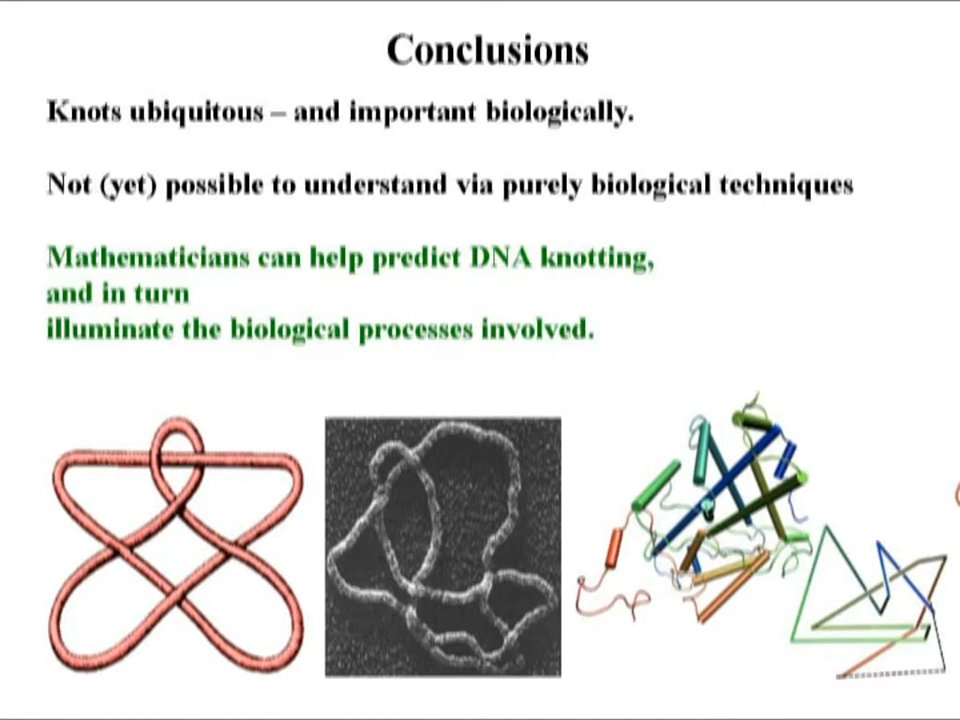 Conclusions
Knots ubiquitous – and important biologically.
Not (yet) possible to understand via purely biological techniques
Mathematicians can help predict DNA knotting,
and in turn
illuminate the biological processes involved.